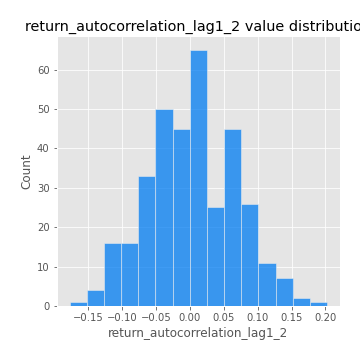 return_autocorrelation_lag1_2 value distributio
Count
60
50
40
30
20
10
0
−0.15 −0.10 −0.05 0.00 0.05 0.10 0.15 0.20
return_autocorrelation_lag1_2